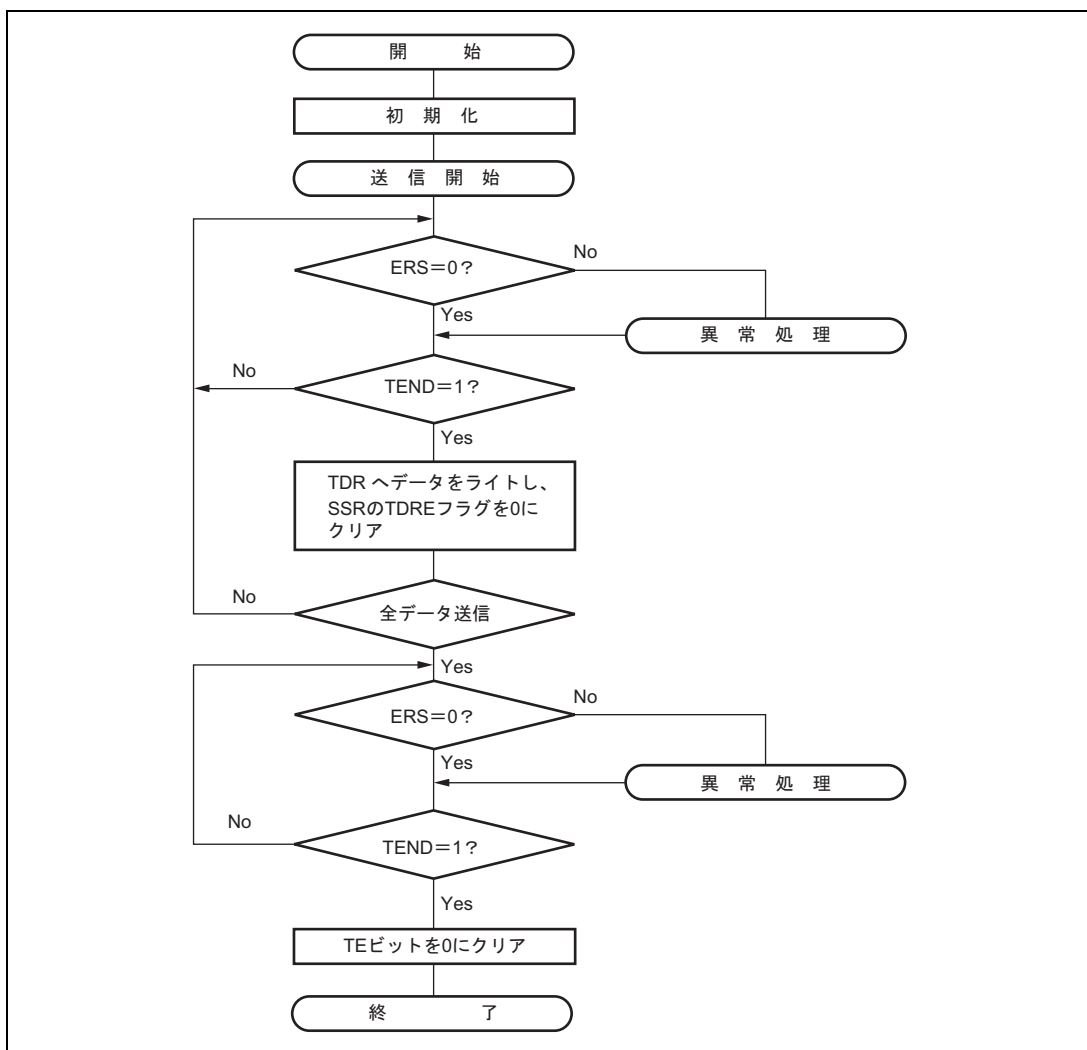 開始
初期化
送信開始
ERS=0?
No
Yes
異常処理
No
TEND=1?
Yes
TDR へデータをライトし、
SSRのTDREフラグを0に
クリア
No
全データ送信
Yes
ERS=0?
No
Yes
異常処理
No
TEND=1?
Yes
TEビットを0にクリア
終了